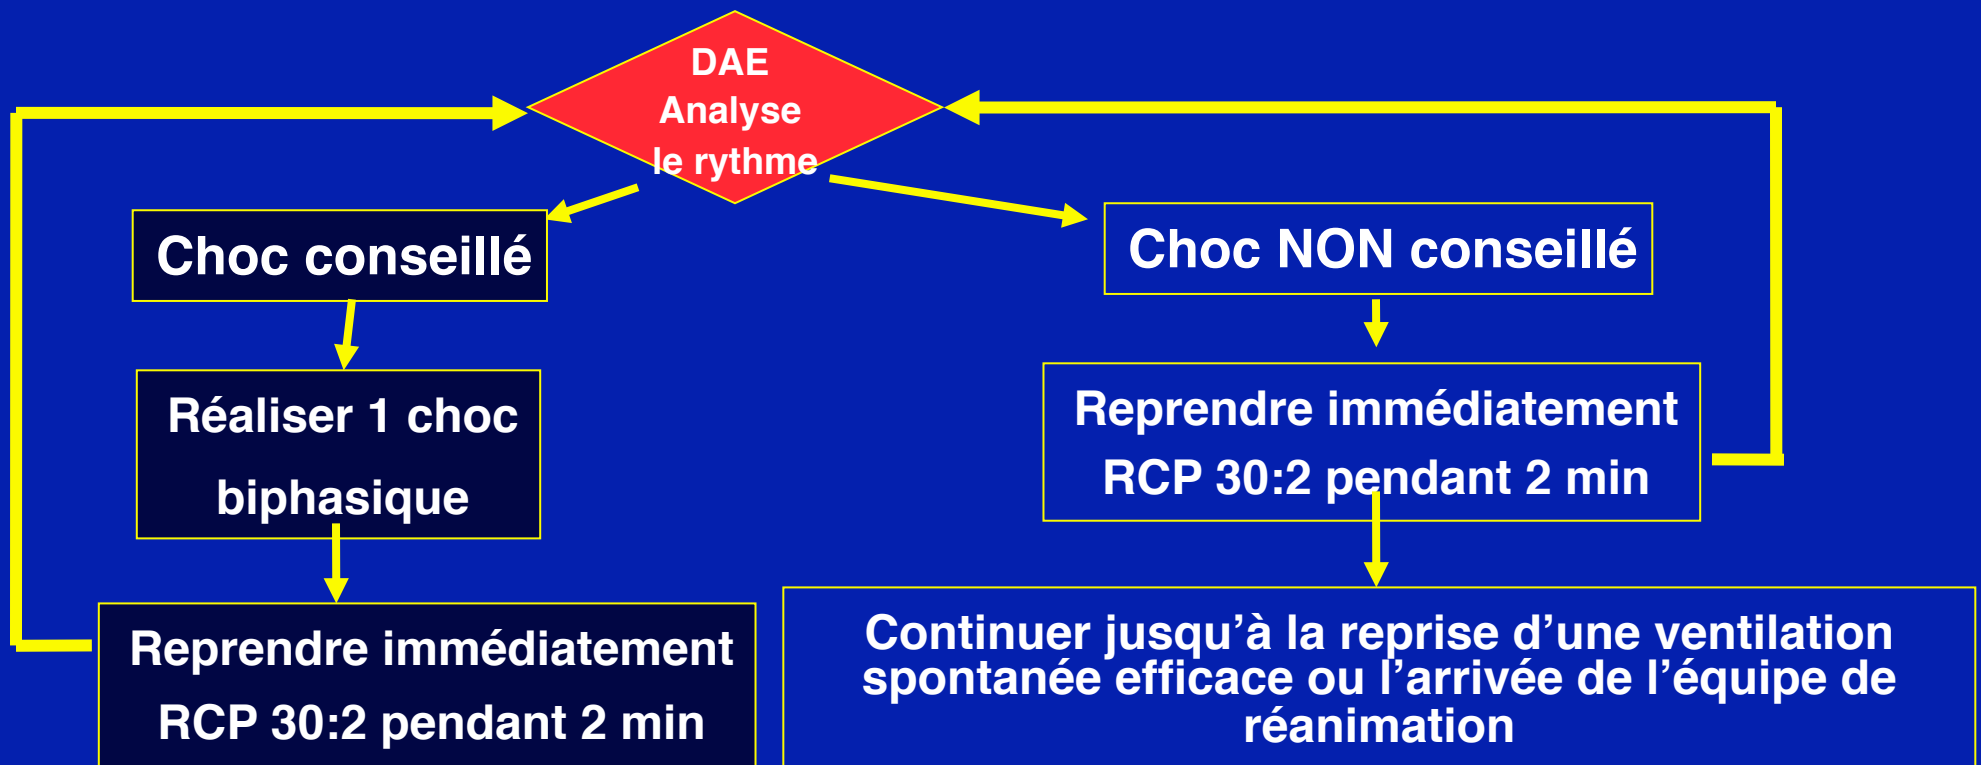 DAE
Analyse
le rythme
Choc conseillé
Choc NON conseillé
Réaliser 1 choc
biphasique
Reprendre immédiatement
RCP 30:2 pendant 2 min
Reprendre immédiatement
RCP 30:2 pendant 2 min
Continuer jusqu’à la reprise d’une ventilation
spontanée efficace ou l’arrivée de l’équipe de
réanimation